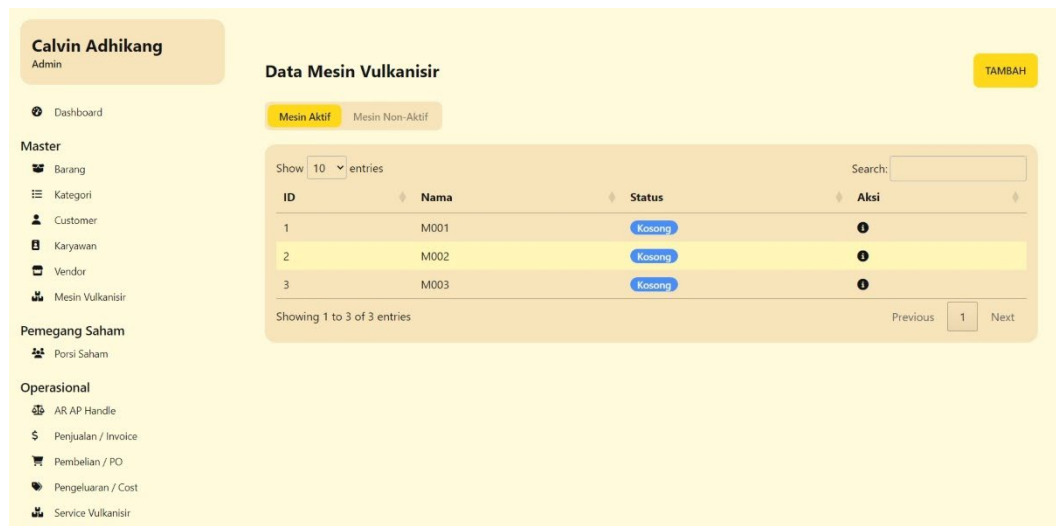 Calvin Adhikang
Admin
Dashboard
Master
Barang
Kategori
Customer
Karyawan
Vendor
Mesin Vulkanisir
Pemegang Saham
Porsi Saham
Operasional
AR AP Handle
Penjualan / Invoice
Pembelian / PO
Pengeluaran / Cost
Service Vulkanisir
Data Mesin Vulkanisir
TAMBAH
Mesin Aktif Mesin Non-Aktif
Show 10 entries Search:
ID Nama Status Aksi
1 M001 Kosong
2 M002 Kosong
3 M003 Kosong
Showing 1 to 3 of 3 entries Previous 1 Next